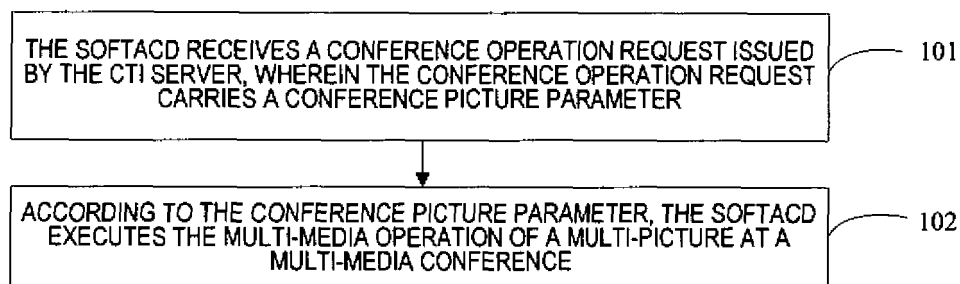 THE SOFTACD RECEIVES A CONFERENCE OPERATION REQUEST ISSUED
BY THE CTI SERVER, WHEREIN THE CONFERENCE OPERATION REQUEST
CARRIES A CONFERENCE PICTURE PARAMETER
101
ACCORDING TO THE CONFERENCE PICTURE PARAMETER, THE SOFTACD
EXECUTES THE MULTI-MEDIA OPERATION OF A MULTI-PICTURE AT A
MULTI-MEDIA CONFERENCE
102